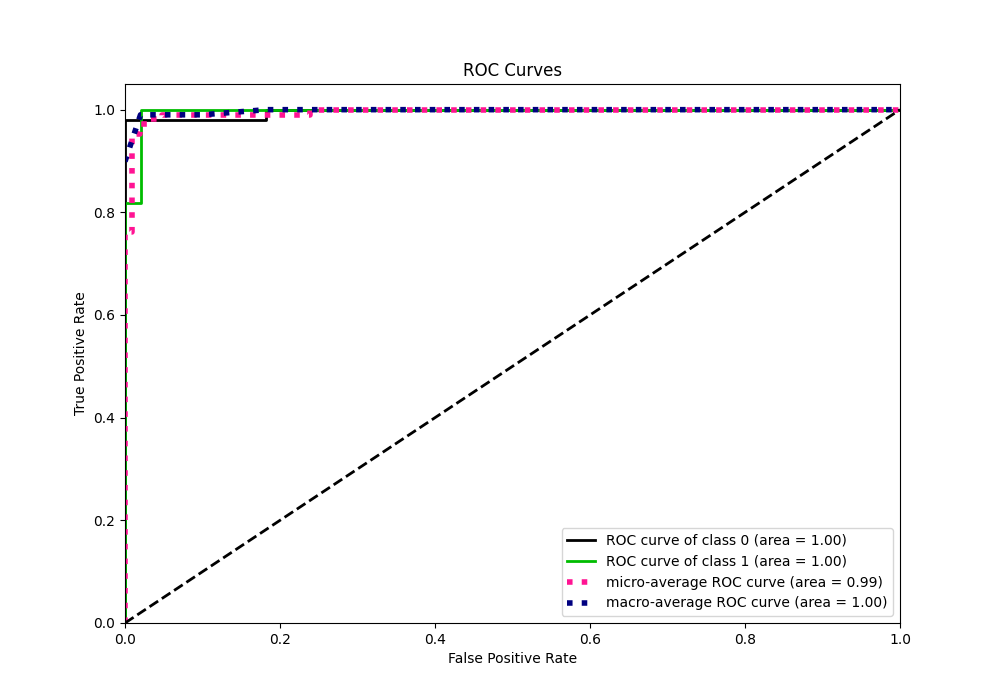 ROC Curves
True Positive Rate
1.0
0.8
0.6
0.4
0.2
0.0
0.0 0.2 0.4 0.6 0.8 1.0
False Positive Rate
ROC curve of class 0 (area = 1.00)
ROC curve of class 1 (area = 1.00)
micro-average ROC curve (area = 0.99)
macro-average ROC curve (area = 1.00)